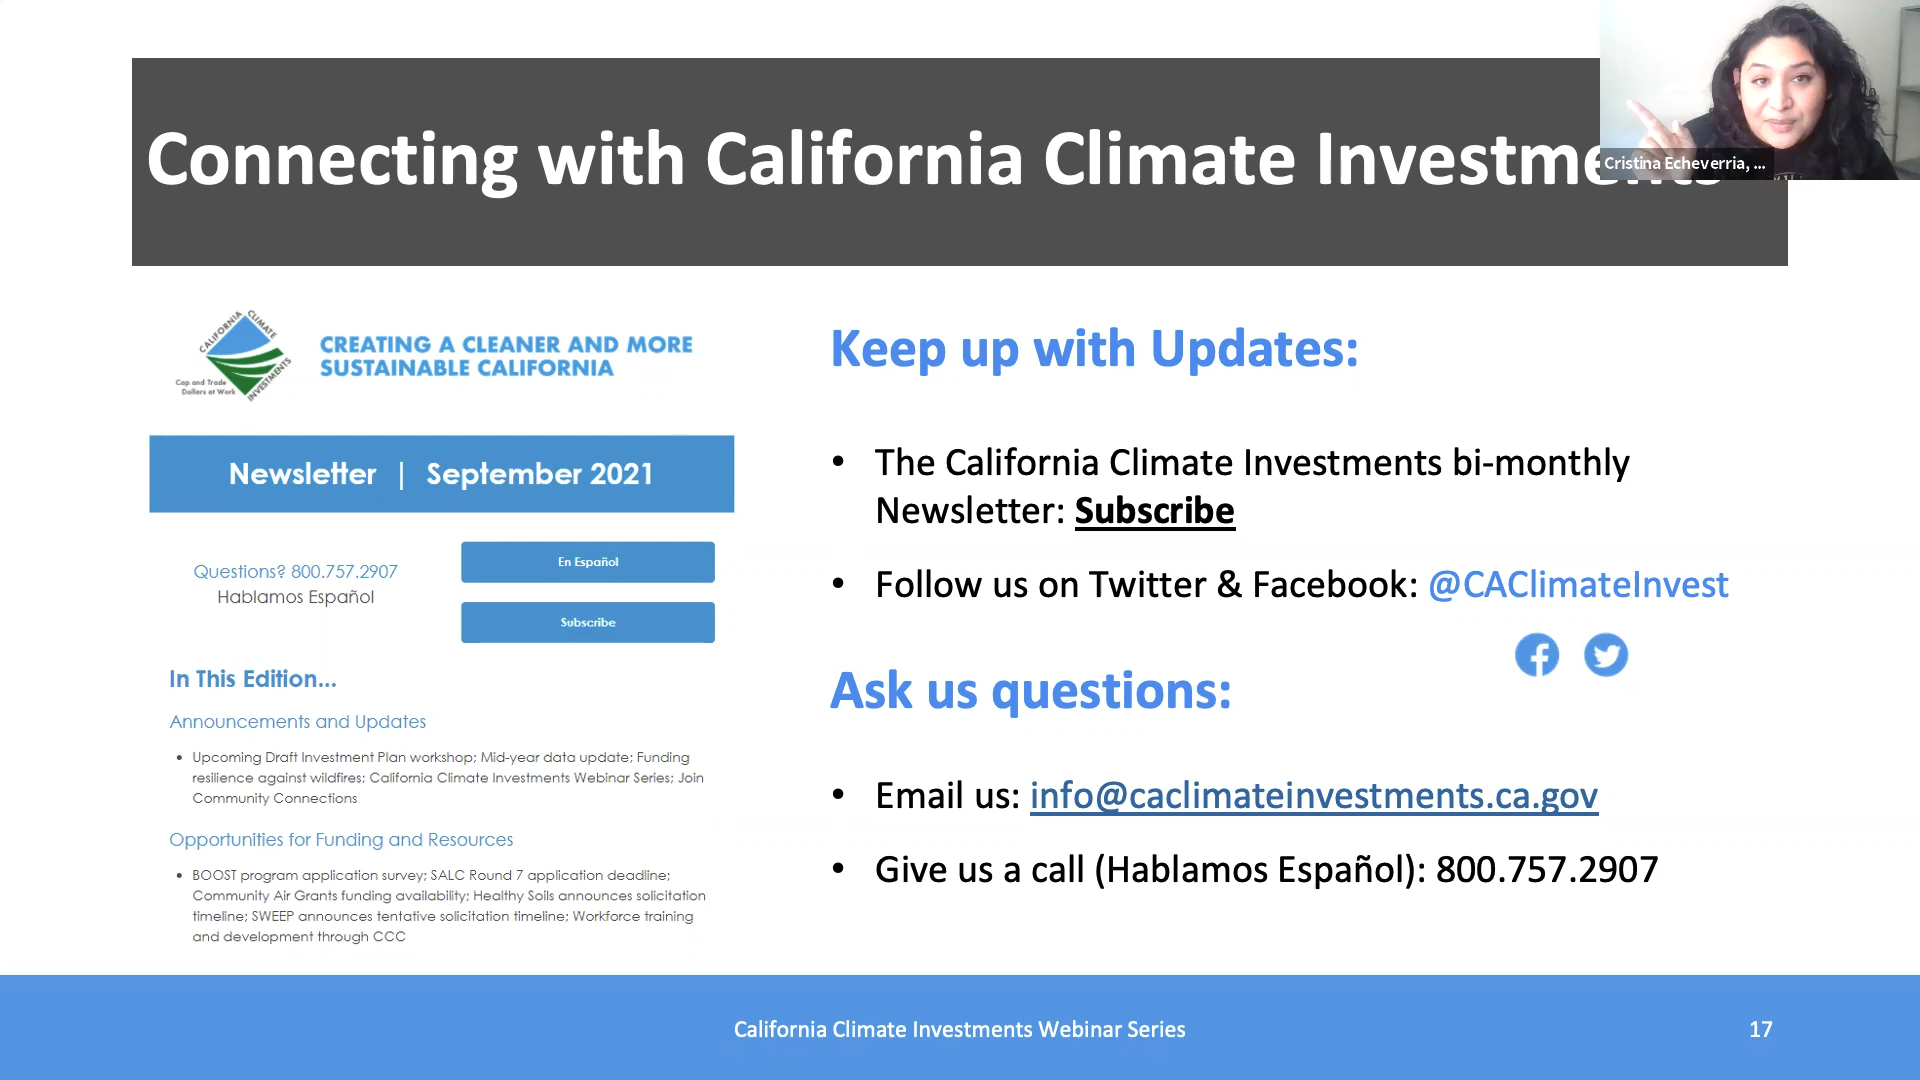 Connecting with California Climate Investments
Cristina Echeverria, ...
CALIFORNIA CLIMATE INVESTMENTS
Cap and Trade
Dollars at Work
CREATING A CLEANER AND MORE
SUSTAINABLE CALIFORNIA
Newsletter | September 2021
Questions? 800.757.2907
Hablamos Español
En Español
Subscribe
In This Edition...
Announcements and Updates
• Upcoming Draft Investment Plan workshop; Mid-year data update; Funding
resilience against wildfires; California Climate Investments Webinar Series; Join
Community Connections
Opportunities for Funding and Resources
• BOOST program application survey; SALC Round 7 application deadline;
Community Air Grants funding availability; Healthy Soils announces solicitation
timeline; SWEEP announces tentative solicitation timeline; Workforce training
and development through CCC
Keep up with Updates:
• The California Climate Investments bi-monthly
Newsletter: Subscribe
• Follow us on Twitter & Facebook: @CAClimateInvest
Ask us questions:
• Email us: info@caclimateinvestments.ca.gov
• Give us a call (Hablamos Español): 800.757.2907
California Climate Investments Webinar Series
17